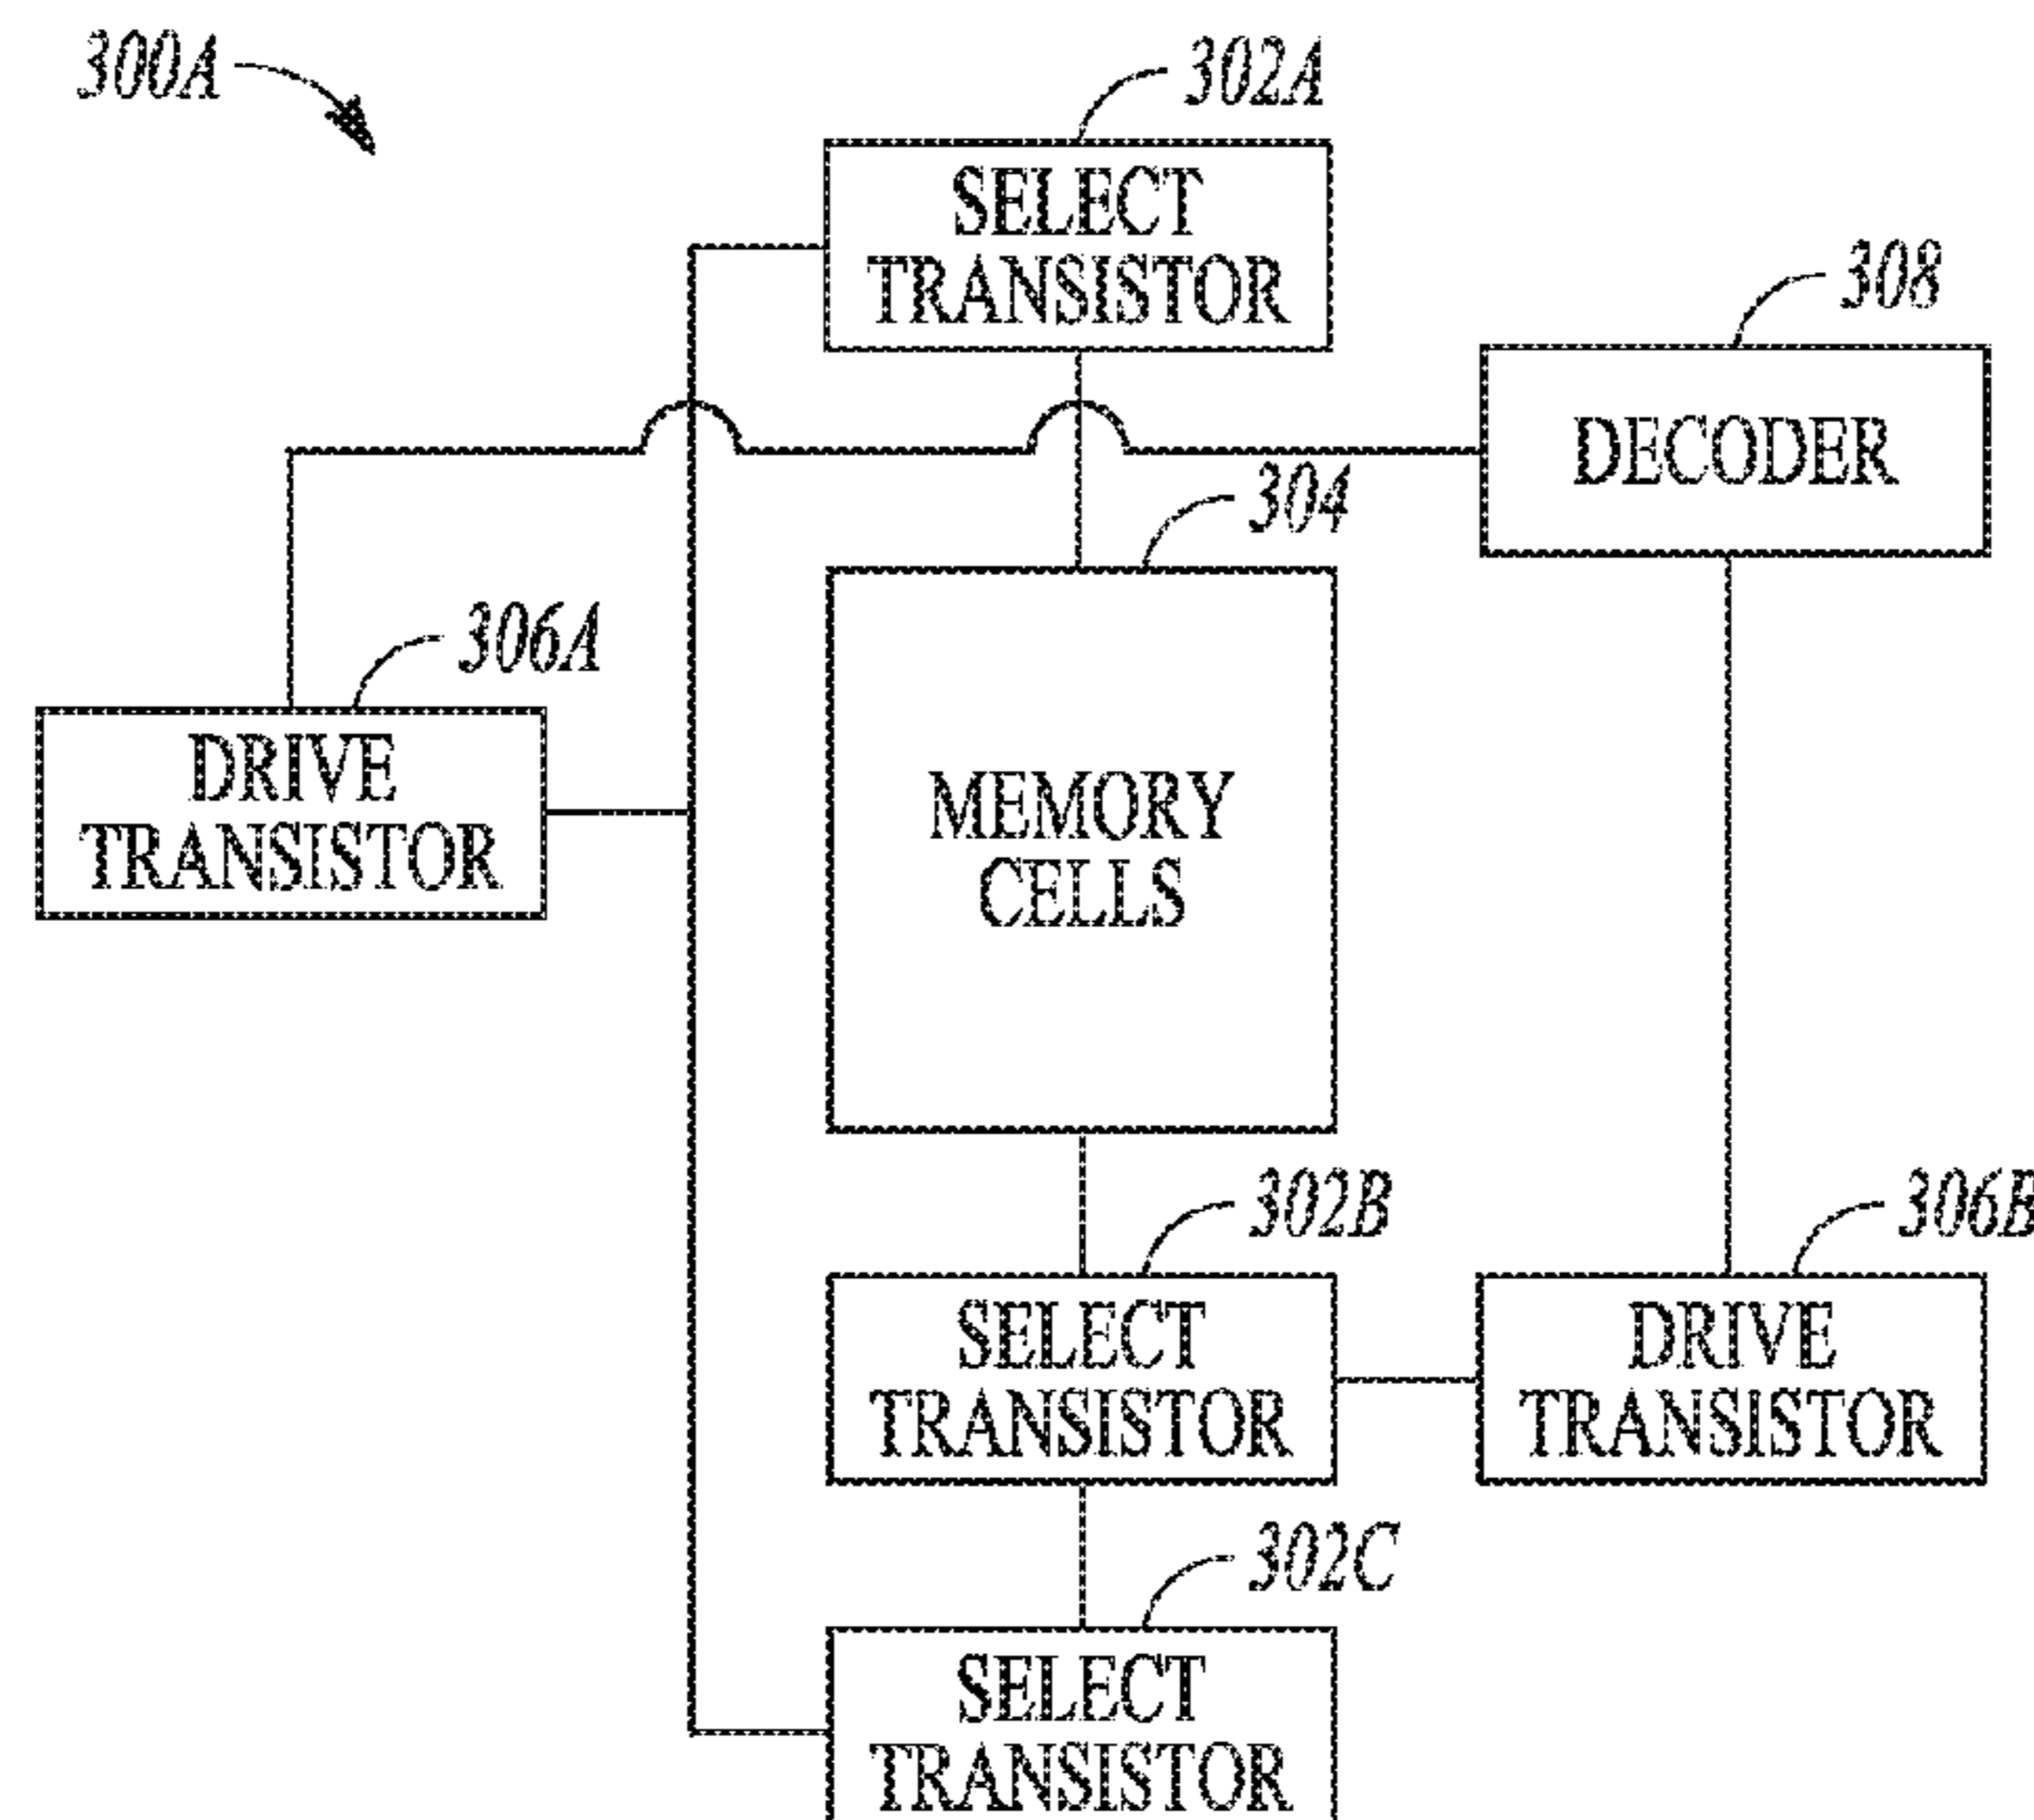 300A
302A
SELECT
TRANSISTOR
308
DECODER
304
306A
DRIVE
TRANSISTOR
MEMORY
CELLS
302B
306B
SELECT
TRANSISTOR
DRIVE
TRANSISTOR
302C
SELECT
TRANSISTOR